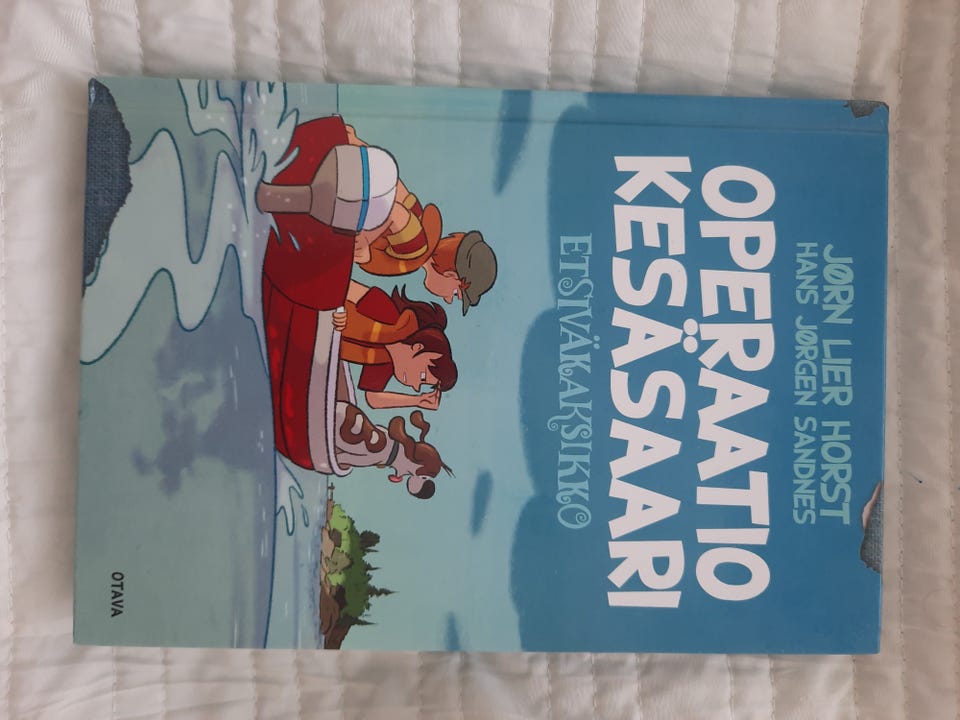 JØRN LIER HORST
HANS JØRGEN SANDNES
OPERAATIO
KESÄSAARI
ETSIVÄKAKSIKKO
OTAVA